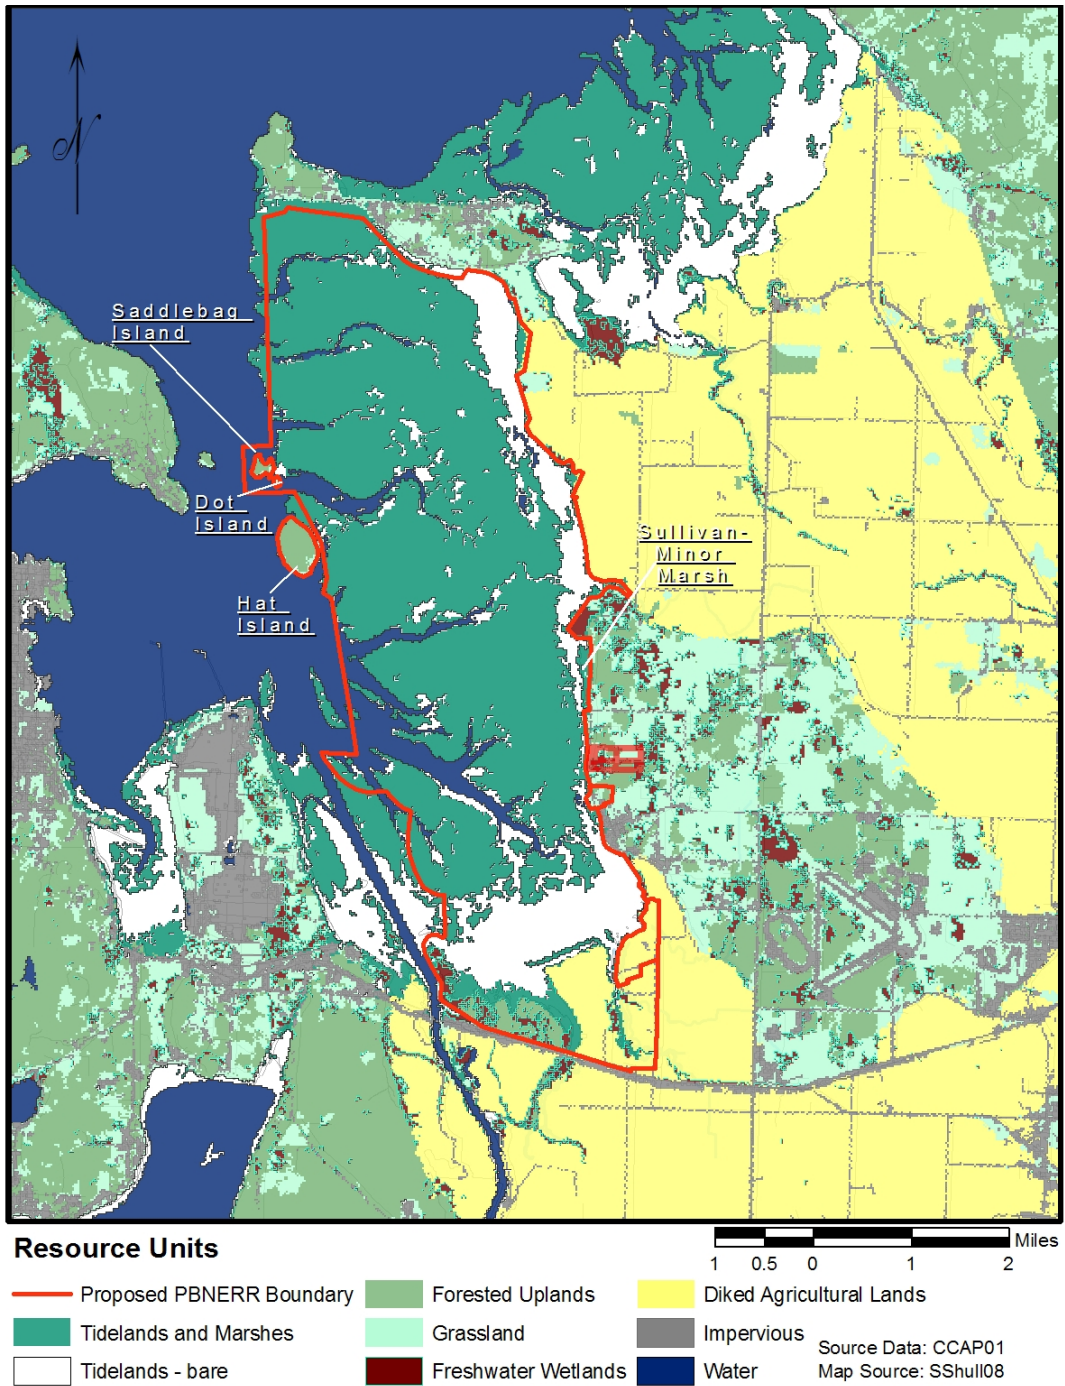 N
Saddlebag
Island
Dot
Island
Hat
Island
Sullivan-
Minor
Marsh
Resource Units
Miles
1 0.5 0 1 2
Proposed PBNERR Boundary
Forested Uplands
Diked Agricultural Lands
Tidelands and Marshes
Grassland
Impervious
Source Data: CCAP01
Tidelands - bare
Freshwater Wetlands
Water
Map Source: SShull08